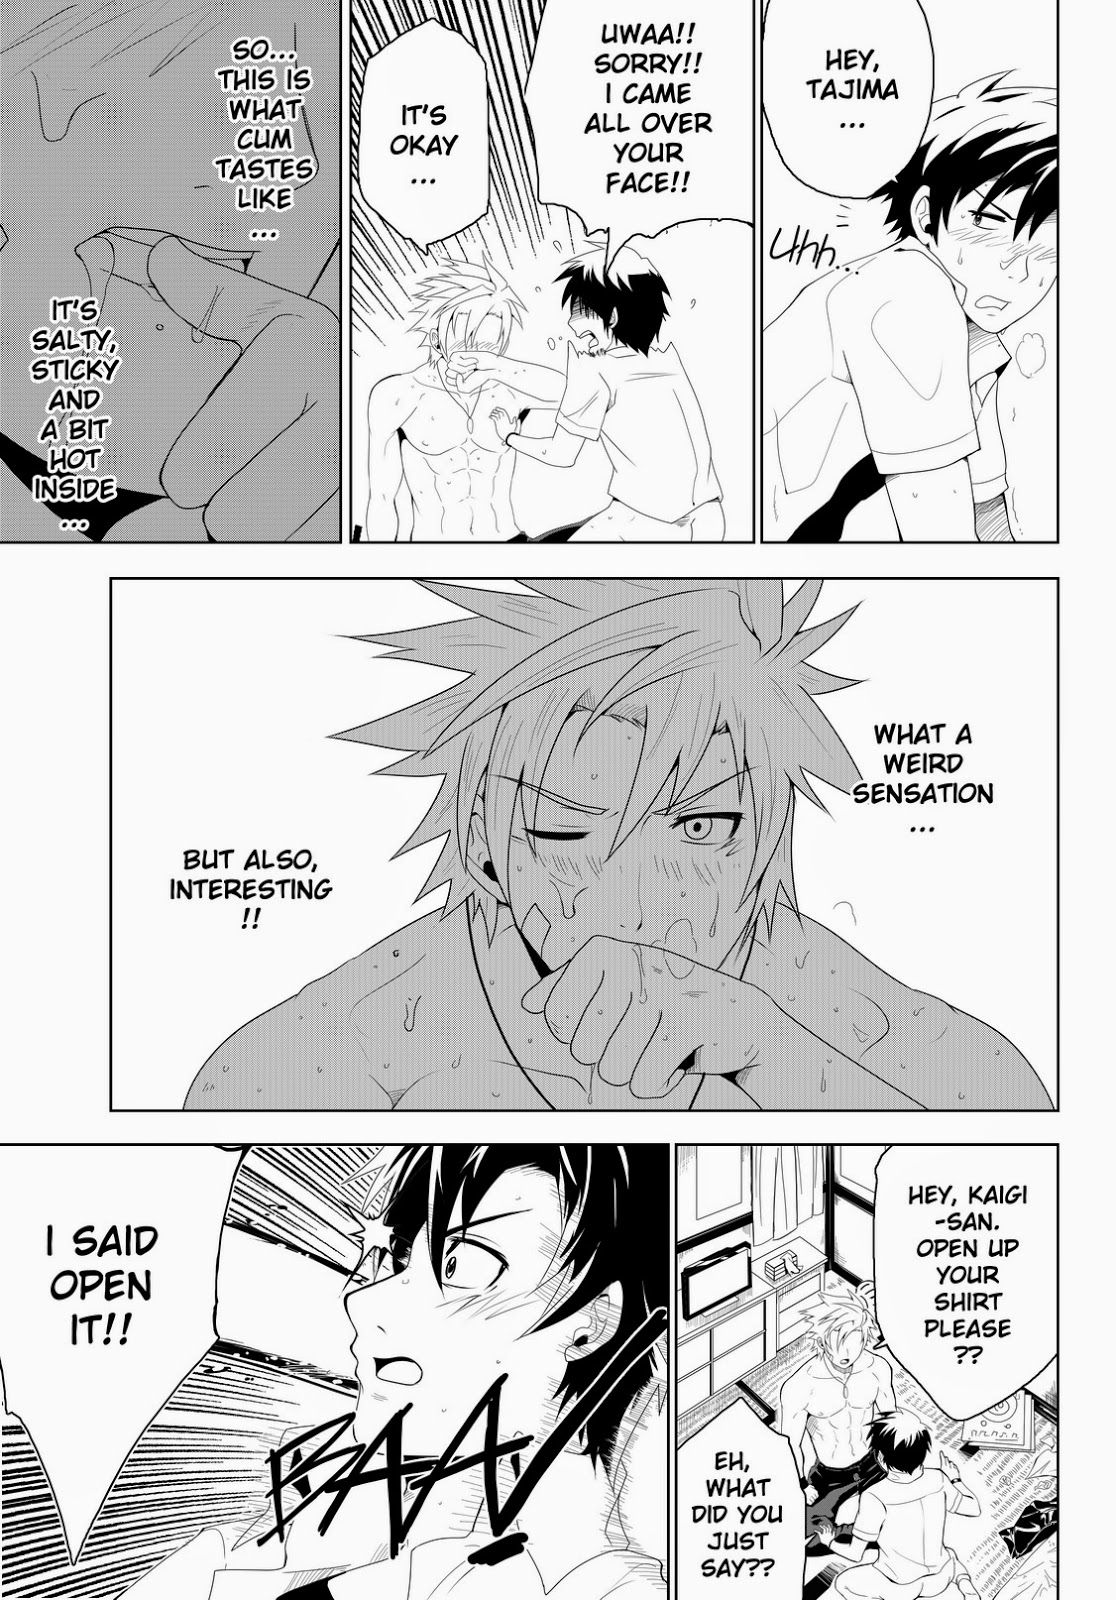 HEY,
TAJIMA
...
Uhh...
UWAA!!
SORRY!!
I CAME
ALL OVER
YOUR
FACE!!
IT'S
OKAY
...
SO...
THIS IS
WHAT
CUM
TASTES
LIKE
...
IT'S
SALTY,
STICKY
AND
A BIT
HOT
INSIDE
...
WHAT A
WEIRD
SENSATION
...
BUT ALSO,
INTERESTING
!!
HEY, KAIGI
-SAN.
OPEN UP
YOUR
SHIRT
PLEASE
??
EH,
WHAT
DID YOU
JUST
SAY??
I SAID
OPEN
IT!!
BAAN